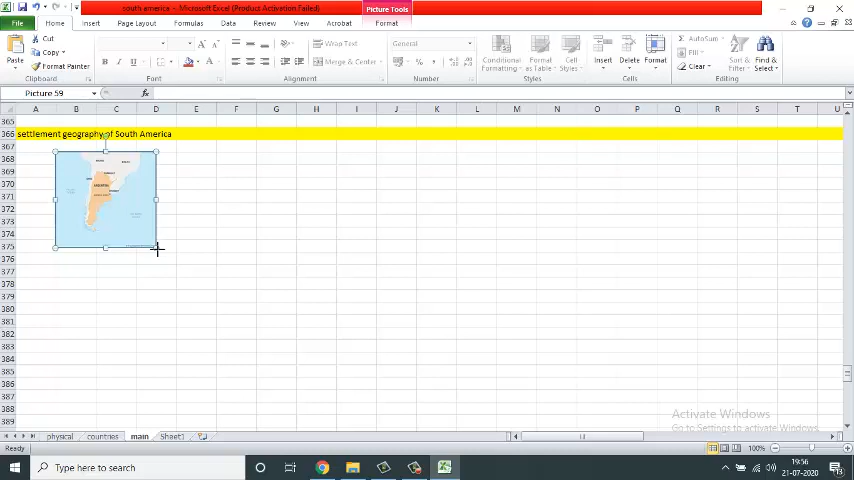 south america - Microsoft Excel (Product Activation Failed)
Picture Tools
File Home Insert Page Layout Formulas Data Review View Acrobat Format
Cut
Copy
Format Painter
Paste
Wrap Text
Merge & Center
General
Conditional Formatting
Format as Table
Cell Styles
Insert Delete Format
AutoSum
Fill
Clear
Sort & Filter
Find & Select
Clipboard Font Alignment Number Styles Cells Editing
Picture 59
fx
A B C D E F G H I J K L M N O P Q R S T U
365
366 settlement geography of South America
367
368
369
370
371
372
373
374
375
376
377
378
379
380
381
382
383
384
385
386
387
388
389
ARGENTINA
Activate Windows
Go to Settings to activate Windows.
physical countries main Sheet1
Ready
100%
Type here to search
19:56
21-07-2020
13